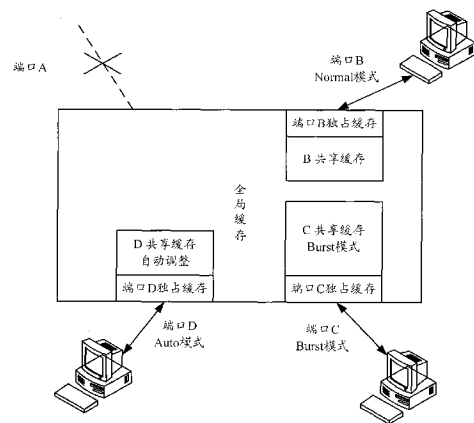 端口A
端口B
Normal模式
端口B独占缓存
B 共享缓存
全局缓存
C 共享缓存
Burst模式
D 共享缓存
自动调整
端口D独占缓存
端口C独占缓存
端口D
Auto模式
端口C
Burst模式